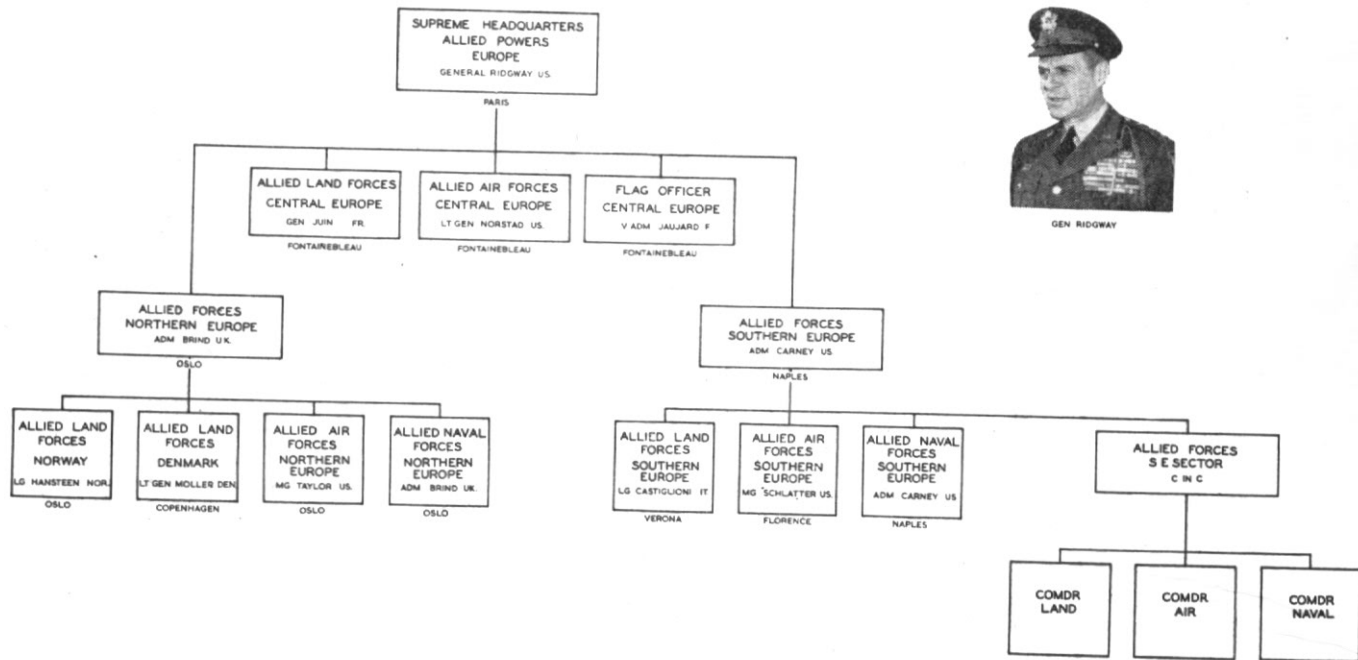 SUPREME HEADQUARTERS
ALLIED POWERS
EUROPE
GENERAL RIDGWAY US.
PARIS
GEN RIDGWAY
ALLIED LAND FORCES
CENTRAL EUROPE
GEN JUIN FR.
FONTAINEBLEAU
ALLIED AIR FORCES
CENTRAL EUROPE
LT GEN NORSTAD US.
FONTAINEBLEAU
FLAG OFFICER
CENTRAL EUROPE
V ADM JAUJARD F
FONTAINEBLEAU
ALLIED FORCES
NORTHERN EUROPE
ADM BRIND UK.
OSLO
ALLIED FORCES
SOUTHERN EUROPE
ADM CARNEY US
NAPLES
ALLIED LAND
FORCES
NORWAY
LG HANSTEEN NOR.
OSLO
ALLIED LAND
FORCES
DENMARK
LT GEN MOLLER DEN.
COPENHAGEN
ALLIED AIR
FORCES
NORTHERN
EUROPE
MG TAYLOR US.
OSLO
ALLIED NAVAL
FORCES
NORTHERN
EUROPE
ADM BRIND UK.
OSLO
ALLIED LAND
FORCES
SOUTHERN
EUROPE
LG CASTIGLIONI IT
VERONA
ALLIED AIR
FORCES
SOUTHERN
EUROPE
MG SCHLATTER US.
FLORENCE
ALLIED NAVAL
FORCES
SOUTHERN
EUROPE
ADM CARNEY US
NAPLES
ALLIED FORCES
S E SECTOR
C IN C
COMDR
LAND
COMDR
AIR
COMDR
NAVAL